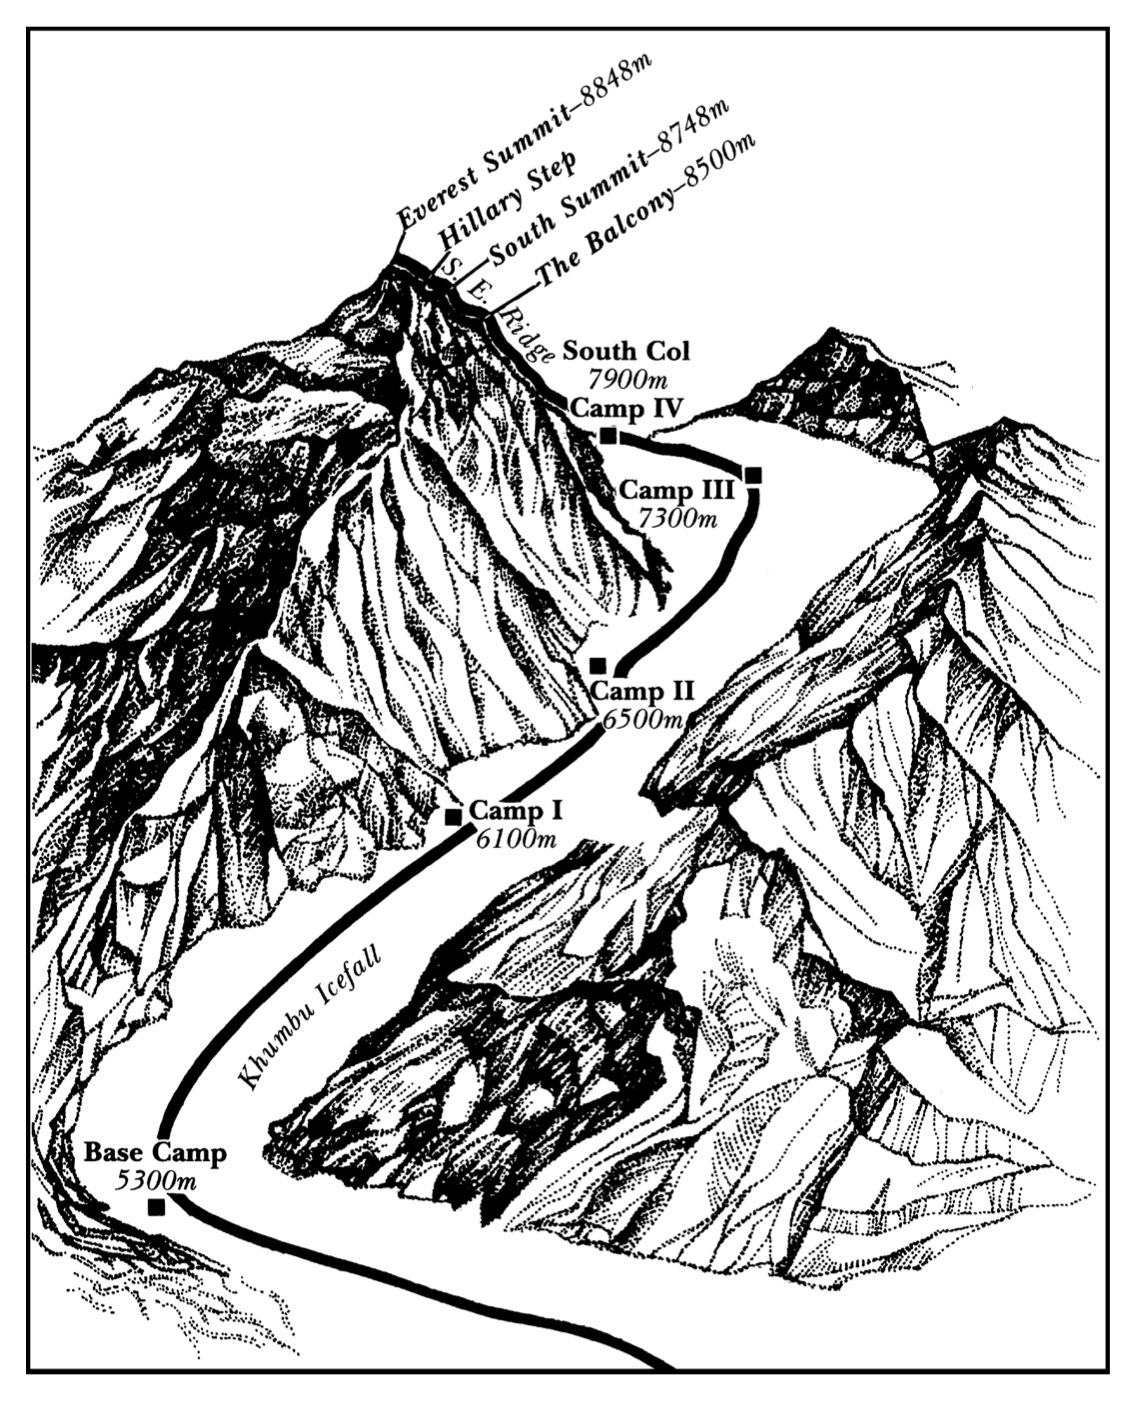 Everest Summit–8848m
Hillary Step
South Summit–8748m
The Balcony–8500m
S. E. Ridge
South Col
7900m
Camp IV
Camp III
7300m
Camp II
6500m
Camp I
6100m
Khumbu Icefall
Base Camp
5300m